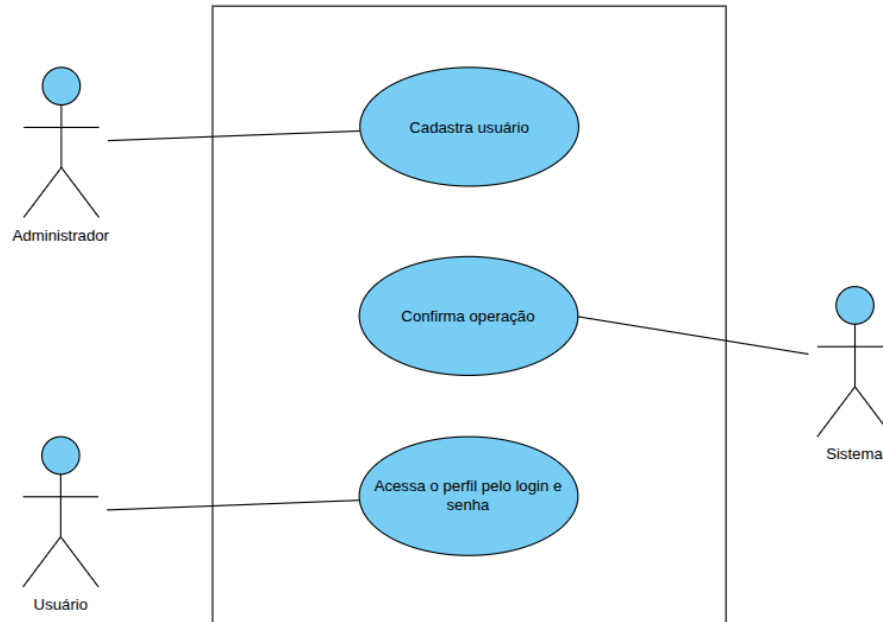 Cadastra usuário
Administrador
Confirma operação
Sistema
Acessa o perfil pelo login e
senha
Usuário